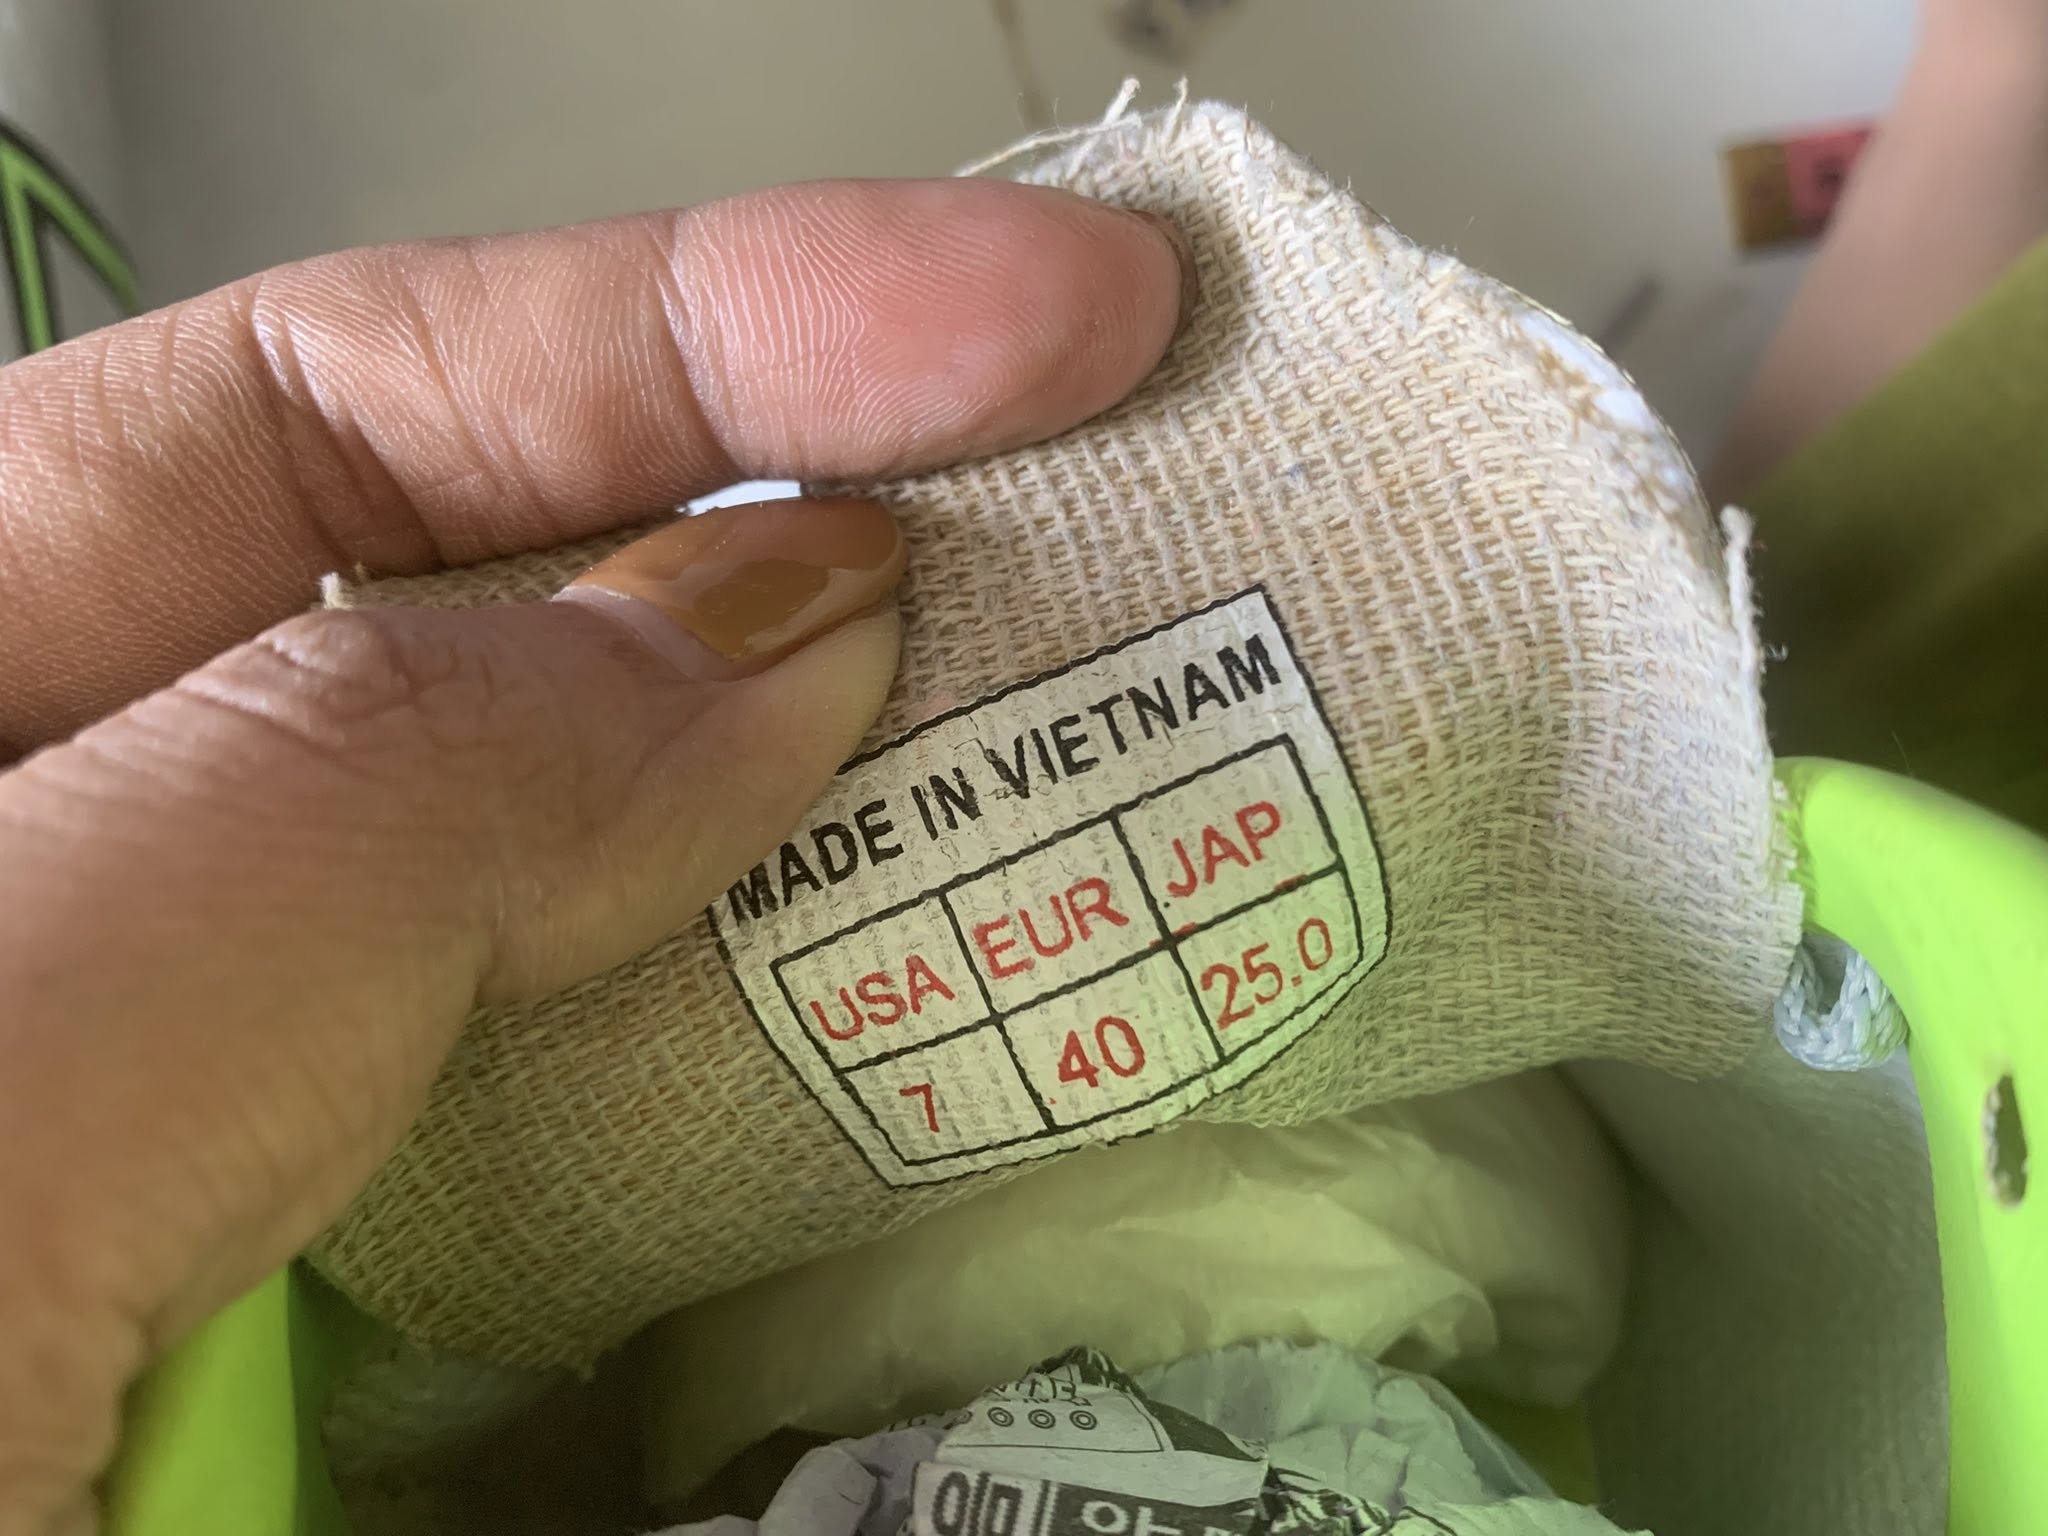 MADE IN VIETNAM
USA EUR JAP
7 40 25.0